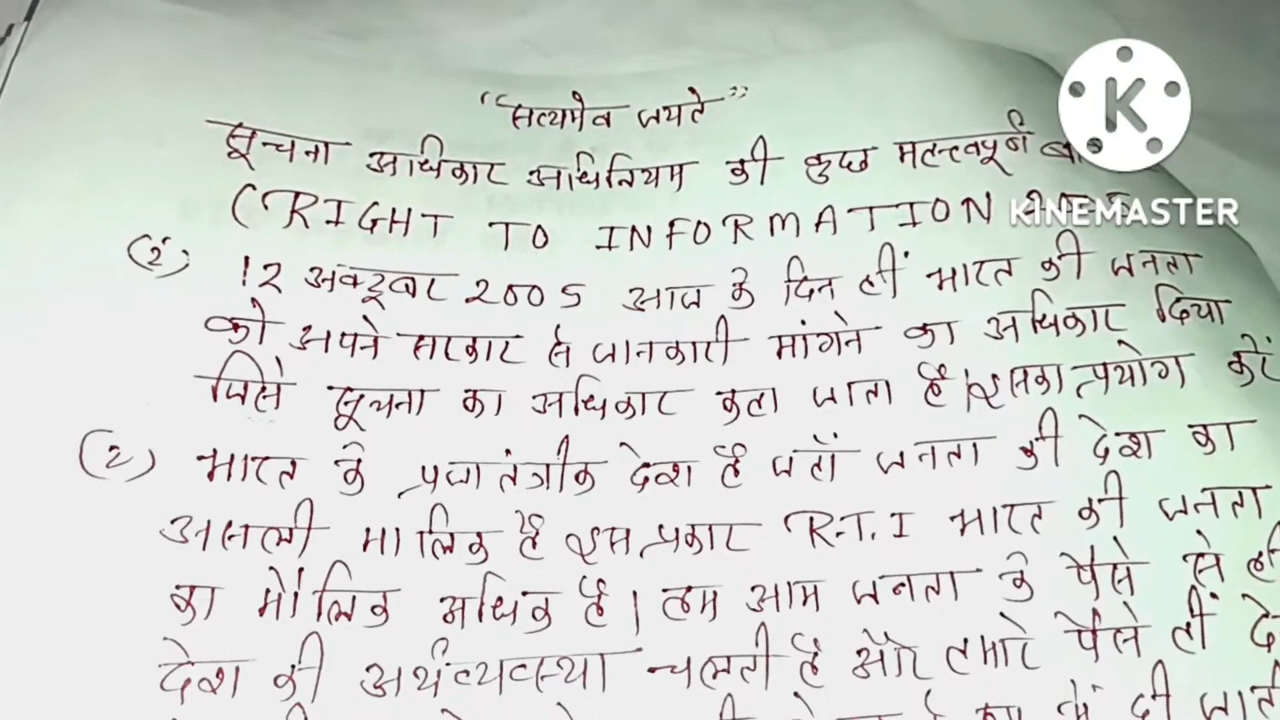 “सत्यमेव जयते”
सूचना अधिकार अधिनियम की कुछ महत्त्वपूर्ण
(RIGHT TO INFORMATION
KINEMASTER
(1) 12 अक्टूबर 2005 आज के दिन हीं भारत की जनता
को अपने सरकार से जानकारी मांगने का अधिकार दिया
जिसे सूचना का अधिकार कहा जाता है। इसका प्रयोग करें
(2) भारत के प्रजातंत्रीक देश है जहाँ जनता की देश का
असली मालिक है इस प्रकार R.T.I भारत की जनता
का मौलिक अधिक है। हम आम जनता के पैसे से ही
देश की अर्थव्यवस्था चलती है और हमारे पैसे हीं